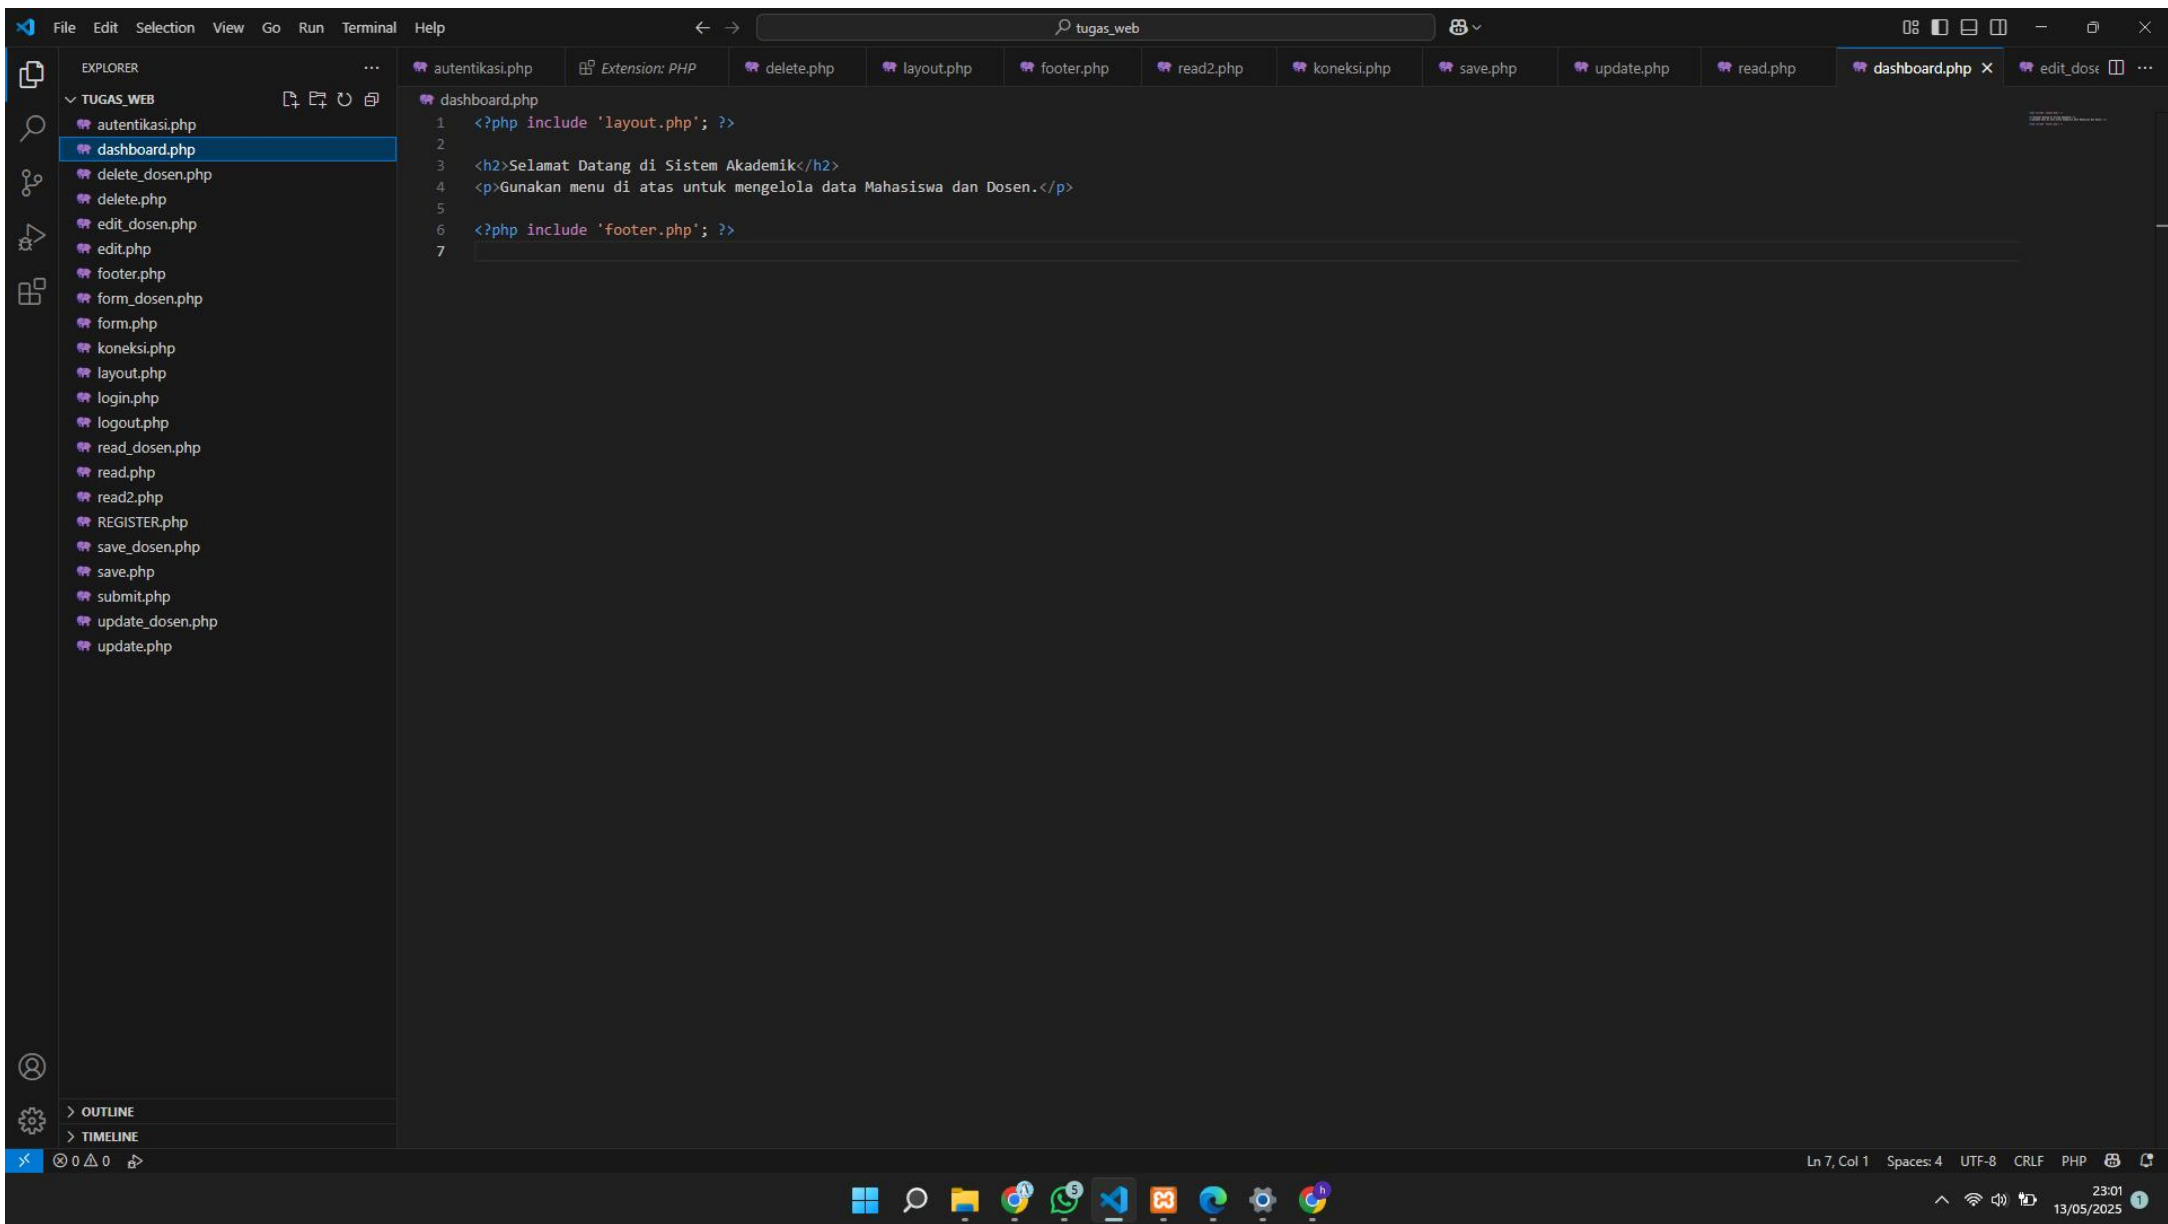 File Edit Selection View Go Run Terminal Help
tugas_web
EXPLORER
TUGAS_WEB
autentikasi.php
dashboard.php
delete_dosen.php
delete.php
edit_dosen.php
edit.php
footer.php
form_dosen.php
form.php
koneksi.php
layout.php
login.php
logout.php
read_dosen.php
read.php
read2.php
REGISTER.php
save_dosen.php
save.php
submit.php
update_dosen.php
update.php
OUTLINE
TIMELINE
autentikasi.php Extension: PHP delete.php layout.php footer.php read2.php koneksi.php save.php update.php read.php dashboard.php edit_dose
dashboard.php
1 <?php include 'layout.php'; ?>
2
3 <h2>Selamat Datang di Sistem Akademik</h2>
4 <p>Gunakan menu di atas untuk mengelola data Mahasiswa dan Dosen.</p>
5
6 <?php include 'footer.php'; ?>
7
0 0
Ln 7, Col 1 Spaces: 4 UTF-8 CRLF PHP
5
h
23:01
13/05/2025
1